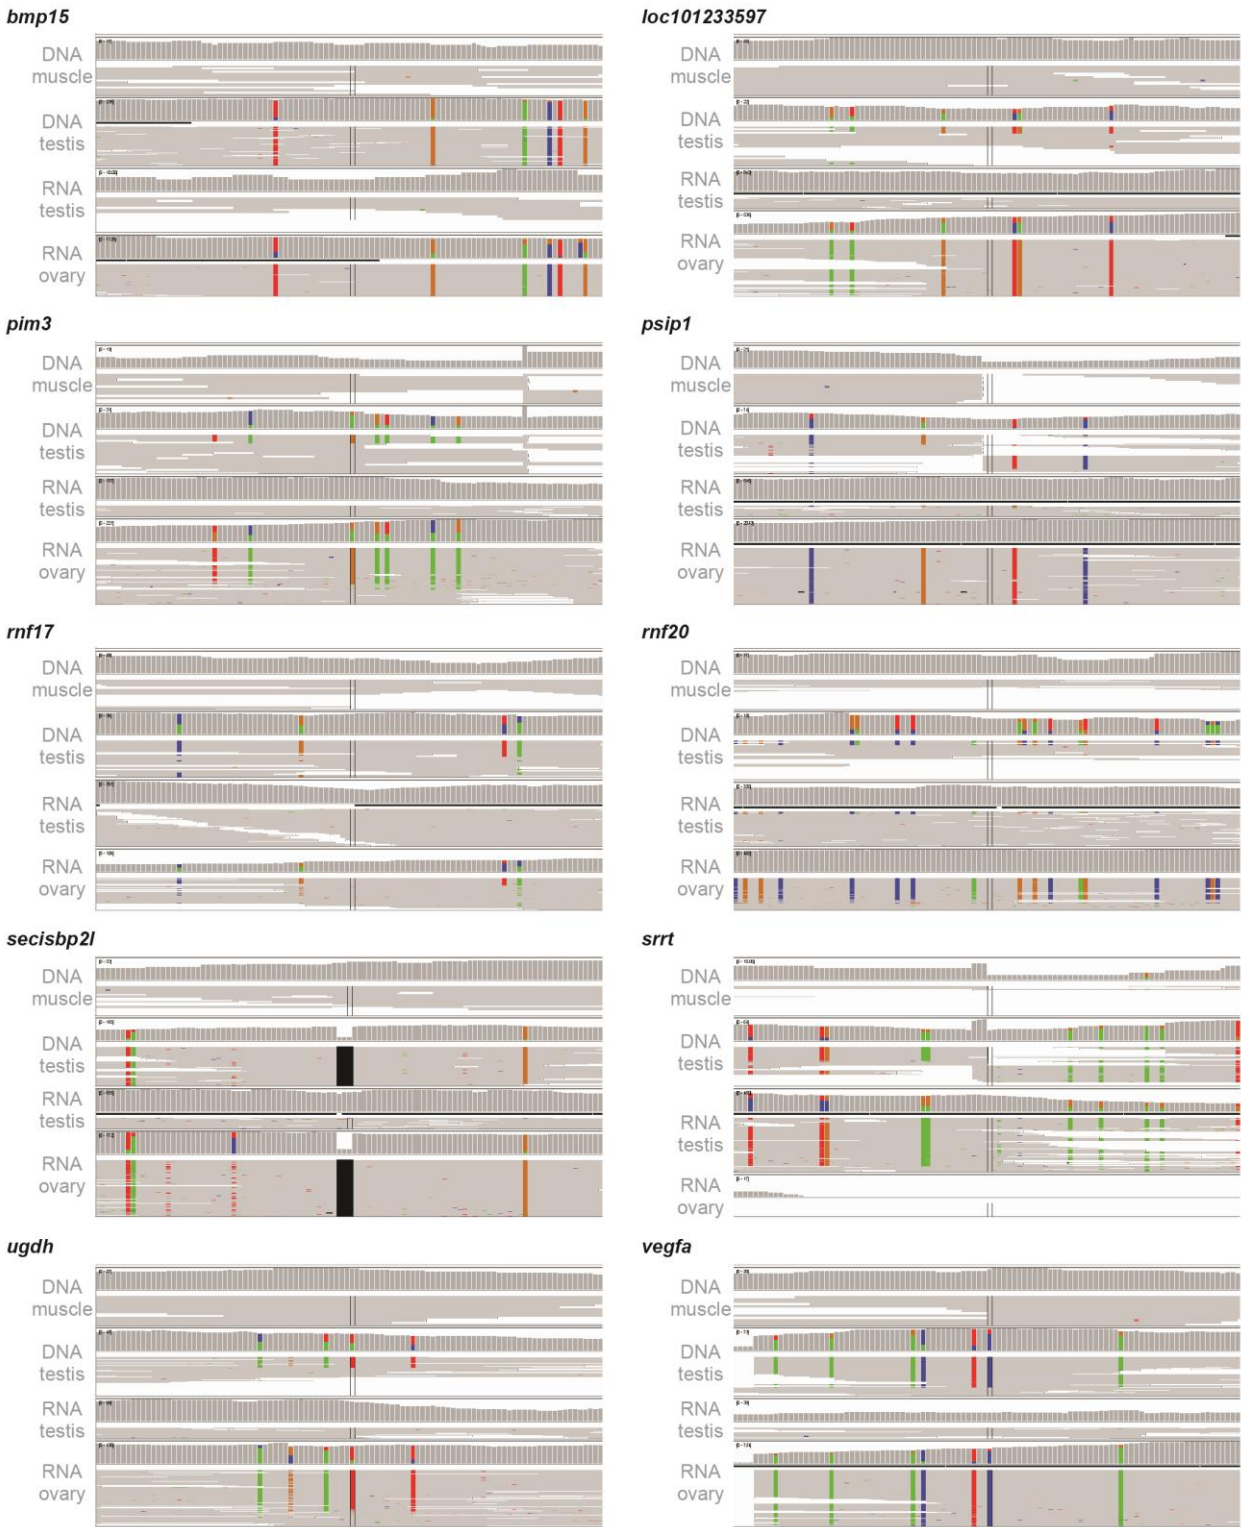 bmp15
DNA
muscle
DNA
testis
RNA
testis
RNA
ovary
loc101233597
DNA
muscle
DNA
testis
RNA
testis
RNA
ovary
pim3
DNA
muscle
DNA
testis
RNA
testis
RNA
ovary
psip1
DNA
muscle
DNA
testis
RNA
testis
RNA
ovary
rnf17
DNA
muscle
DNA
testis
RNA
testis
RNA
ovary
rnf20
DNA
muscle
DNA
testis
RNA
testis
RNA
ovary
secisbp2l
DNA
muscle
DNA
testis
RNA
testis
RNA
ovary
srrt
DNA
muscle
DNA
testis
RNA
testis
RNA
ovary
ugdh
DNA
muscle
DNA
testis
RNA
testis
RNA
ovary
vegfa
DNA
muscle
DNA
testis
RNA
testis
RNA
ovary